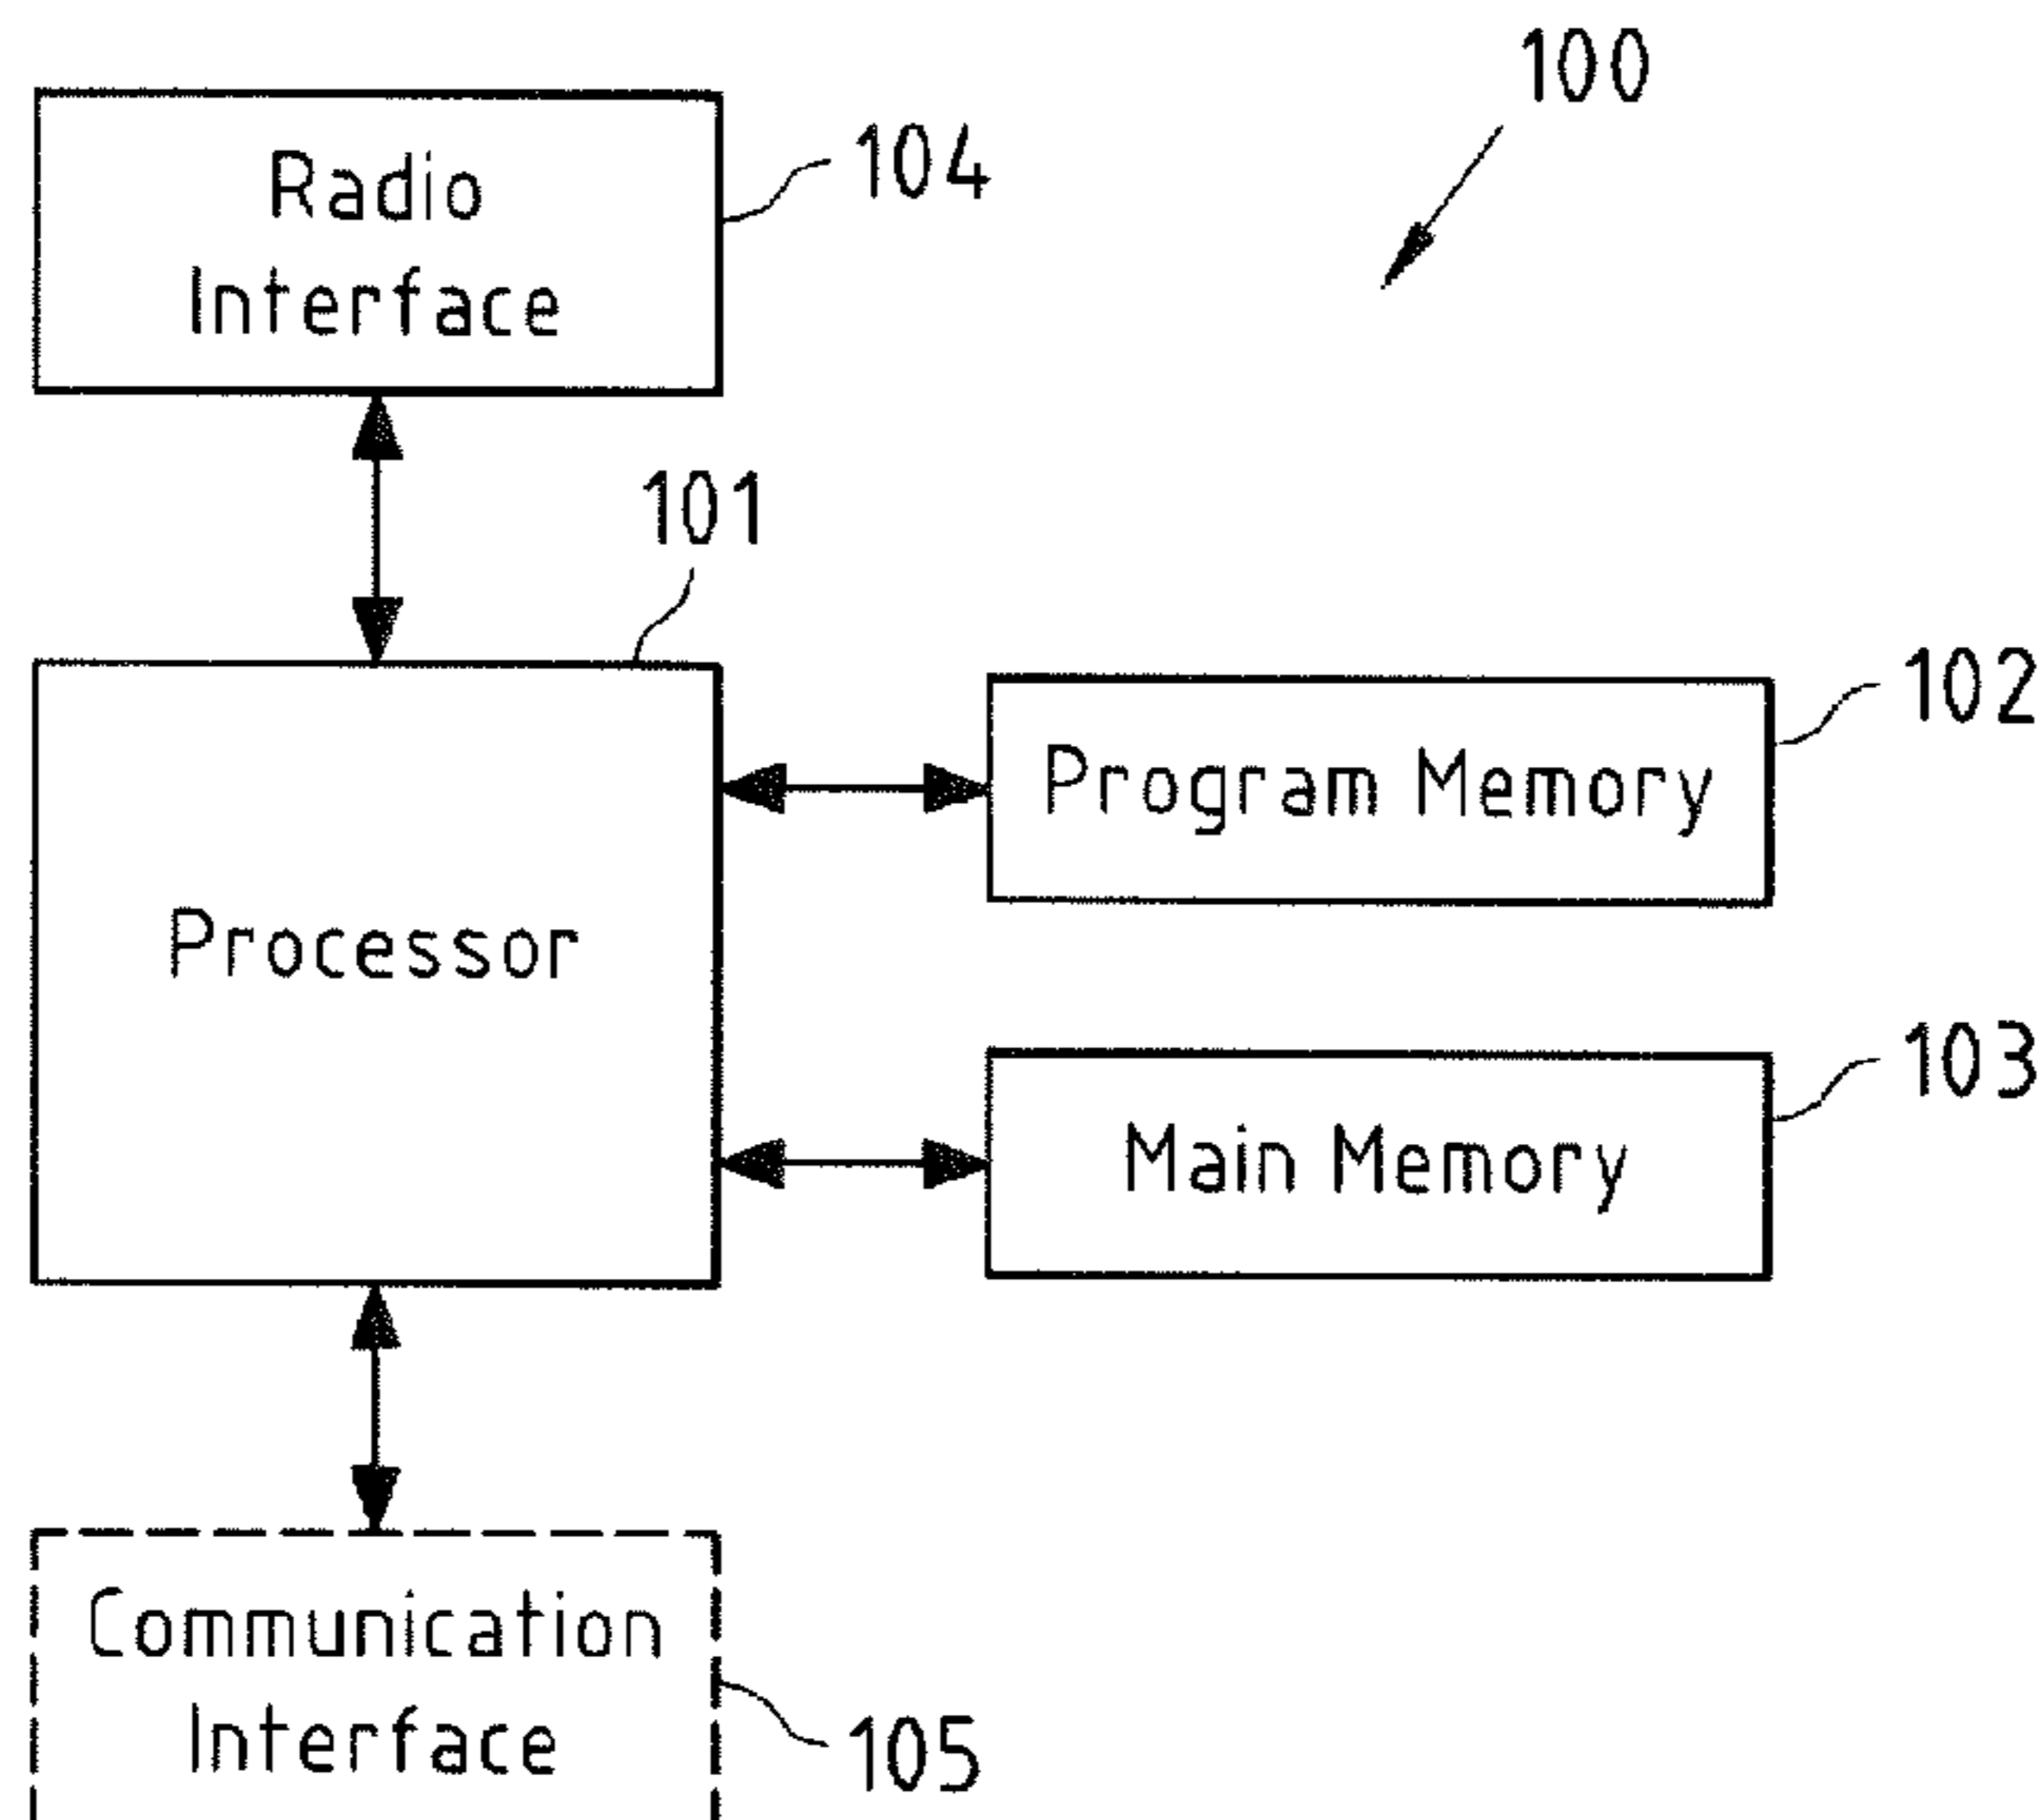 100
Radio
Interface
104
101
Processor
Program Memory
102
Main Memory
103
Communication
Interface
105